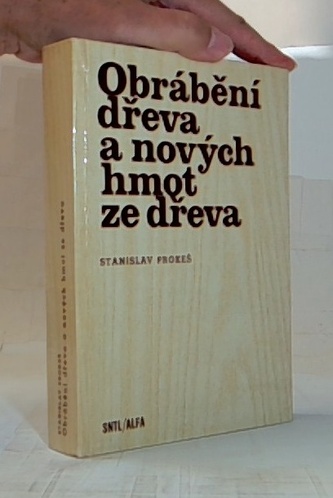 Obrábění
dřeva
a nových
hmot
ze dřeva
STANISLAV PROKEŠ
SNTL/ALFA